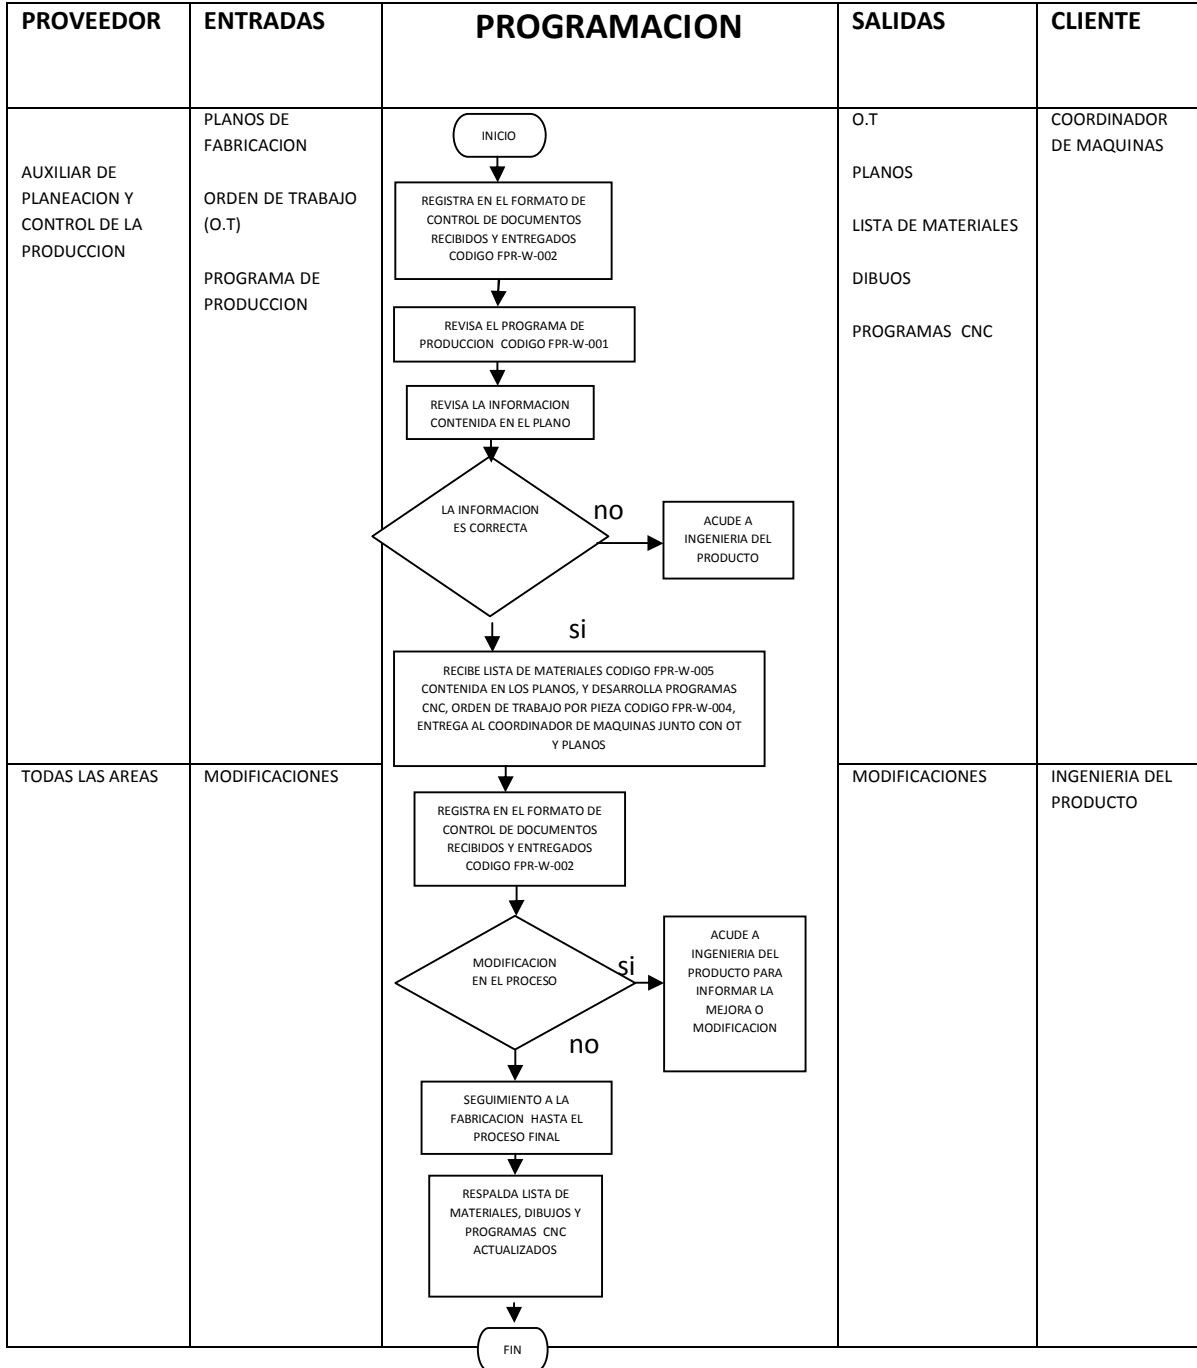 PROVEEDOR
ENTRADAS
PROGRAMACION
SALIDAS
CLIENTE
AUXILIAR DE
PLANEACION Y
CONTROL DE LA
PRODUCCION
PLANOS DE
FABRICACION
ORDEN DE TRABAJO
(O.T)
PROGRAMA DE
PRODUCCION
INICIO
REGISTRA EN EL FORMATO DE
CONTROL DE DOCUMENTOS
RECIBIDOS Y ENTREGADOS
CODIGO FPR-W-002
REVISA EL PROGRAMA DE
PRODUCCION CODIGO FPR-W-001
REVISA LA INFORMACION
CONTENIDA EN EL PLANO
LA INFORMACION
ES CORRECTA
no
ACUDE A
INGENIERIA DEL
PRODUCTO
si
RECIBE LISTA DE MATERIALES CODIGO FPR-W-005
CONTENIDA EN LOS PLANOS, Y DESARROLLA PROGRAMAS
CNC, ORDEN DE TRABAJO POR PIEZA CODIGO FPR-W-004,
ENTREGA AL COORDINADOR DE MAQUINAS JUNTO CON OT
Y PLANOS
O.T
PLANOS
LISTA DE MATERIALES
DIBUOS
PROGRAMAS CNC
COORDINADOR
DE MAQUINAS
TODAS LAS AREAS
MODIFICACIONES
REGISTRA EN EL FORMATO DE
CONTROL DE DOCUMENTOS
RECIBIDOS Y ENTREGADOS
CODIGO FPR-W-002
MODIFICACION
EN EL PROCESO
si
ACUDE A
INGENIERIA DEL
PRODUCTO PARA
INFORMAR LA
MEJORA O
MODIFICACION
no
SEGUIMIENTO A LA
FABRICACION HASTA EL
PROCESO FINAL
RESPALDA LISTA DE
MATERIALES, DIBUJOS Y
PROGRAMAS CNC
ACTUALIZADOS
FIN
MODIFICACIONES
INGENIERIA DEL
PRODUCTO